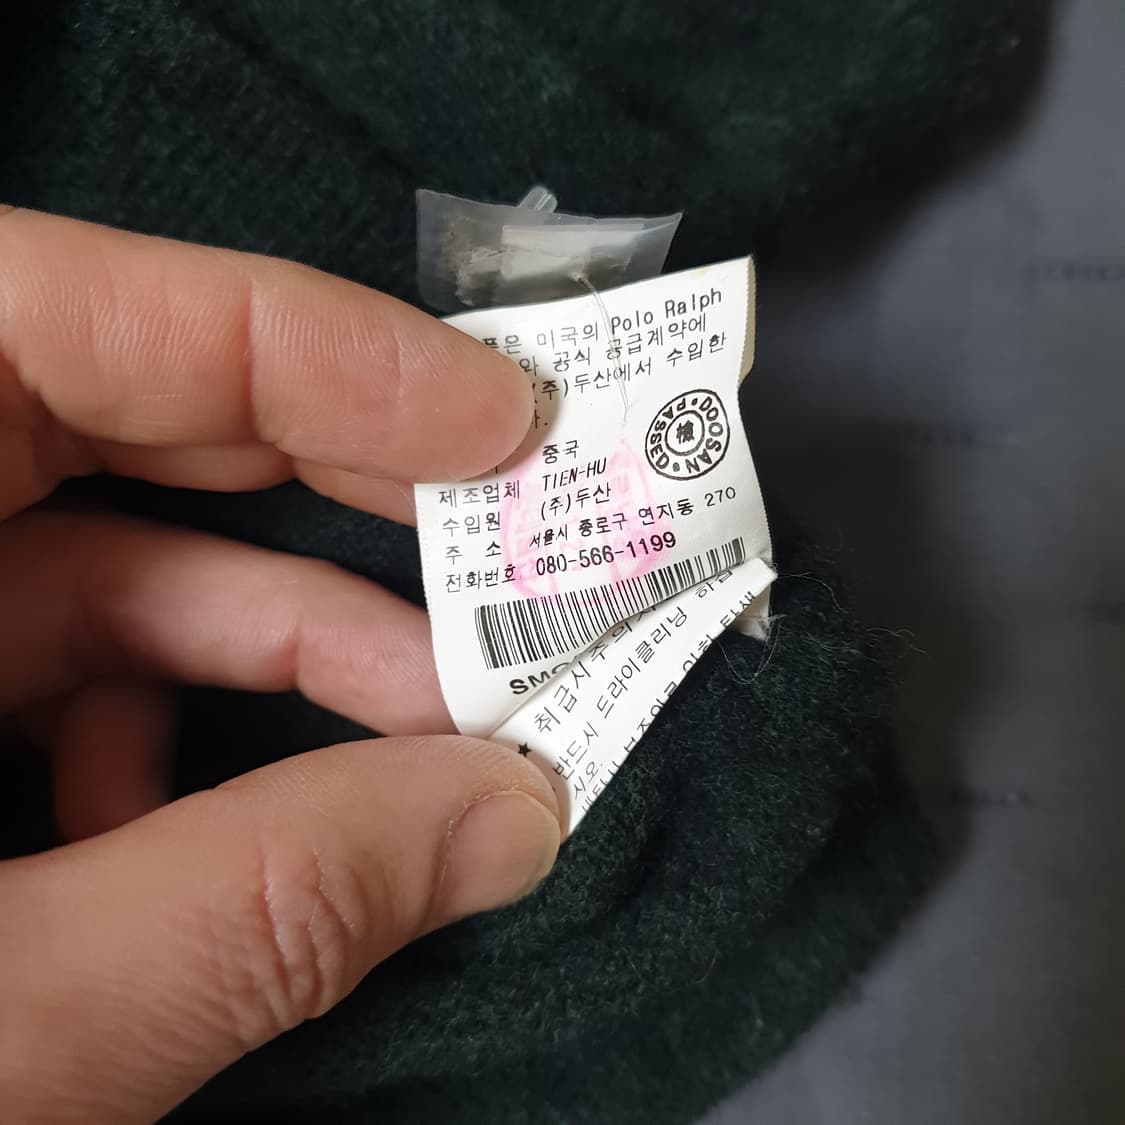 품은 미국의 Polo Ralph
와 공식 공급계약에
(주)두산에서 수입한
다.
DOOSAN • PASSED •
檢
중국
제조업체 TIEN-HU
수입원 (주)두산
주 소 서울시 종로구 연지동 270
전화번호 080-566-1199
취급시주의
★ 반드시 드라이클리닝 하십
시오.